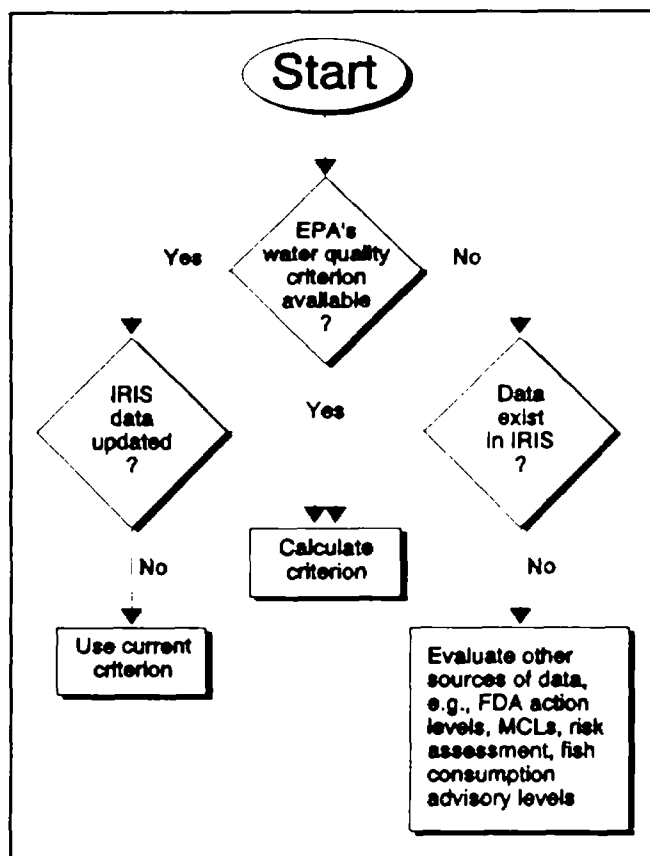 Start
EPA's
water quality
criterion
available
?
Yes
No
IRIS
data
updated
?
Yes
Data
exist
in IRIS
?
Calculate
criterion
No
No
Use current
criterion
Evaluate other
sources of data,
e.g., FDA action
levels, MCLs, risk
assessment, fish
consumption
advisory levels